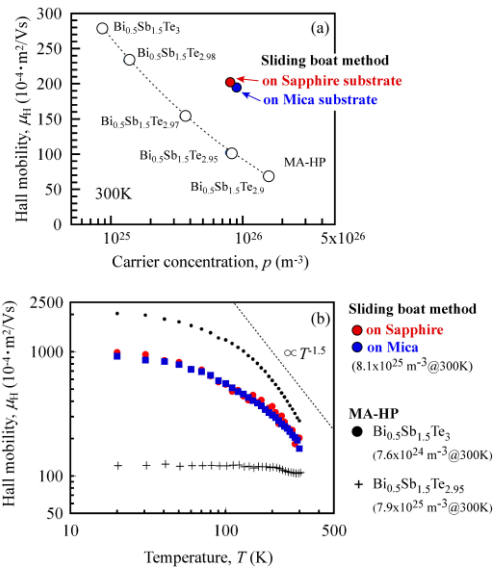 300
250
200
150
100
50
0
Hall mobility, μH (10-4·m2/Vs)
(a)
Bi0.5Sb1.5Te3
Bi0.5Sb1.5Te2.98
Sliding boat method
on Sapphire substrate
on Mica substrate
Bi0.5Sb1.5Te2.97
Bi0.5Sb1.5Te2.95
MA-HP
Bi0.5Sb1.5Te2.9
300K
1025
1026
5x1026
Carrier concentration, p (m-3)
2500
1000
100
50
Hall mobility, μH (10-4·m2/Vs)
(b)
∝T-1.5
10
100
500
Temperature, T (K)
Sliding boat method
on Sapphire
on Mica
(8.1x1025 m-3@300K)
MA-HP
Bi0.5Sb1.5Te3
(7.6x1024 m-3@300K)
+ Bi0.5Sb1.5Te2.95
(7.9x1025 m-3@300K)